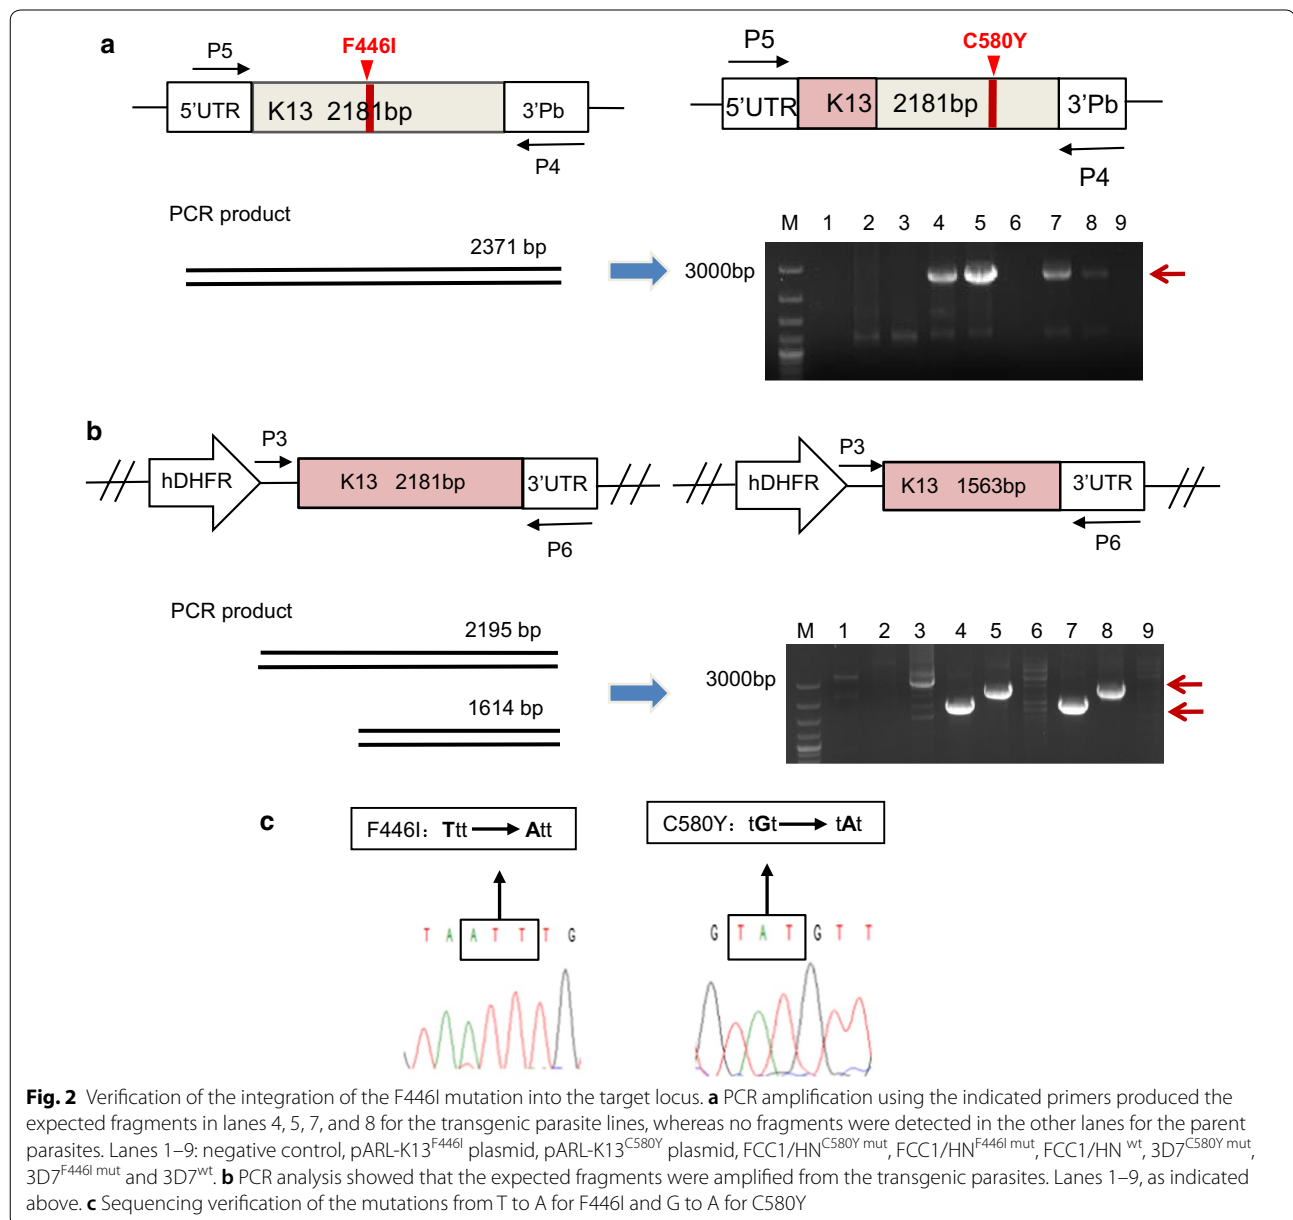 a
P5 F446I
5'UTR K13 2181bp 3'Pb
P4
P5 C580Y
5'UTR K13 2181bp 3'Pb
P4
PCR product
2371 bp
M 1 2 3 4 5 6 7 8 9
3000bp
b
P3
hDHFR K13 2181bp 3'UTR
P6
P3
hDHFR K13 1563bp 3'UTR
P6
PCR product
2195 bp
1614 bp
M 1 2 3 4 5 6 7 8 9
3000bp
c
F446I: Ttt Att
C580Y: tGt tAt
T A A T T T G
G T A T G T T
Fig. 2 Verification of the integration of the F446I mutation into the target locus. a PCR amplification using the indicated primers produced the
expected fragments in lanes 4, 5, 7, and 8 for the transgenic parasite lines, whereas no fragments were detected in the other lanes for the parent
parasites. Lanes 1–9: negative control, pARL-K13F446I plasmid, pARL-K13C580Y plasmid, FCC1/HNC580Y mut, FCC1/HNF446I mut, FCC1/HN wt, 3D7C580Y mut,
3D7F446I mut and 3D7wt. b PCR analysis showed that the expected fragments were amplified from the transgenic parasites. Lanes 1–9, as indicated
above. c Sequencing verification of the mutations from T to A for F446I and G to A for C580Y